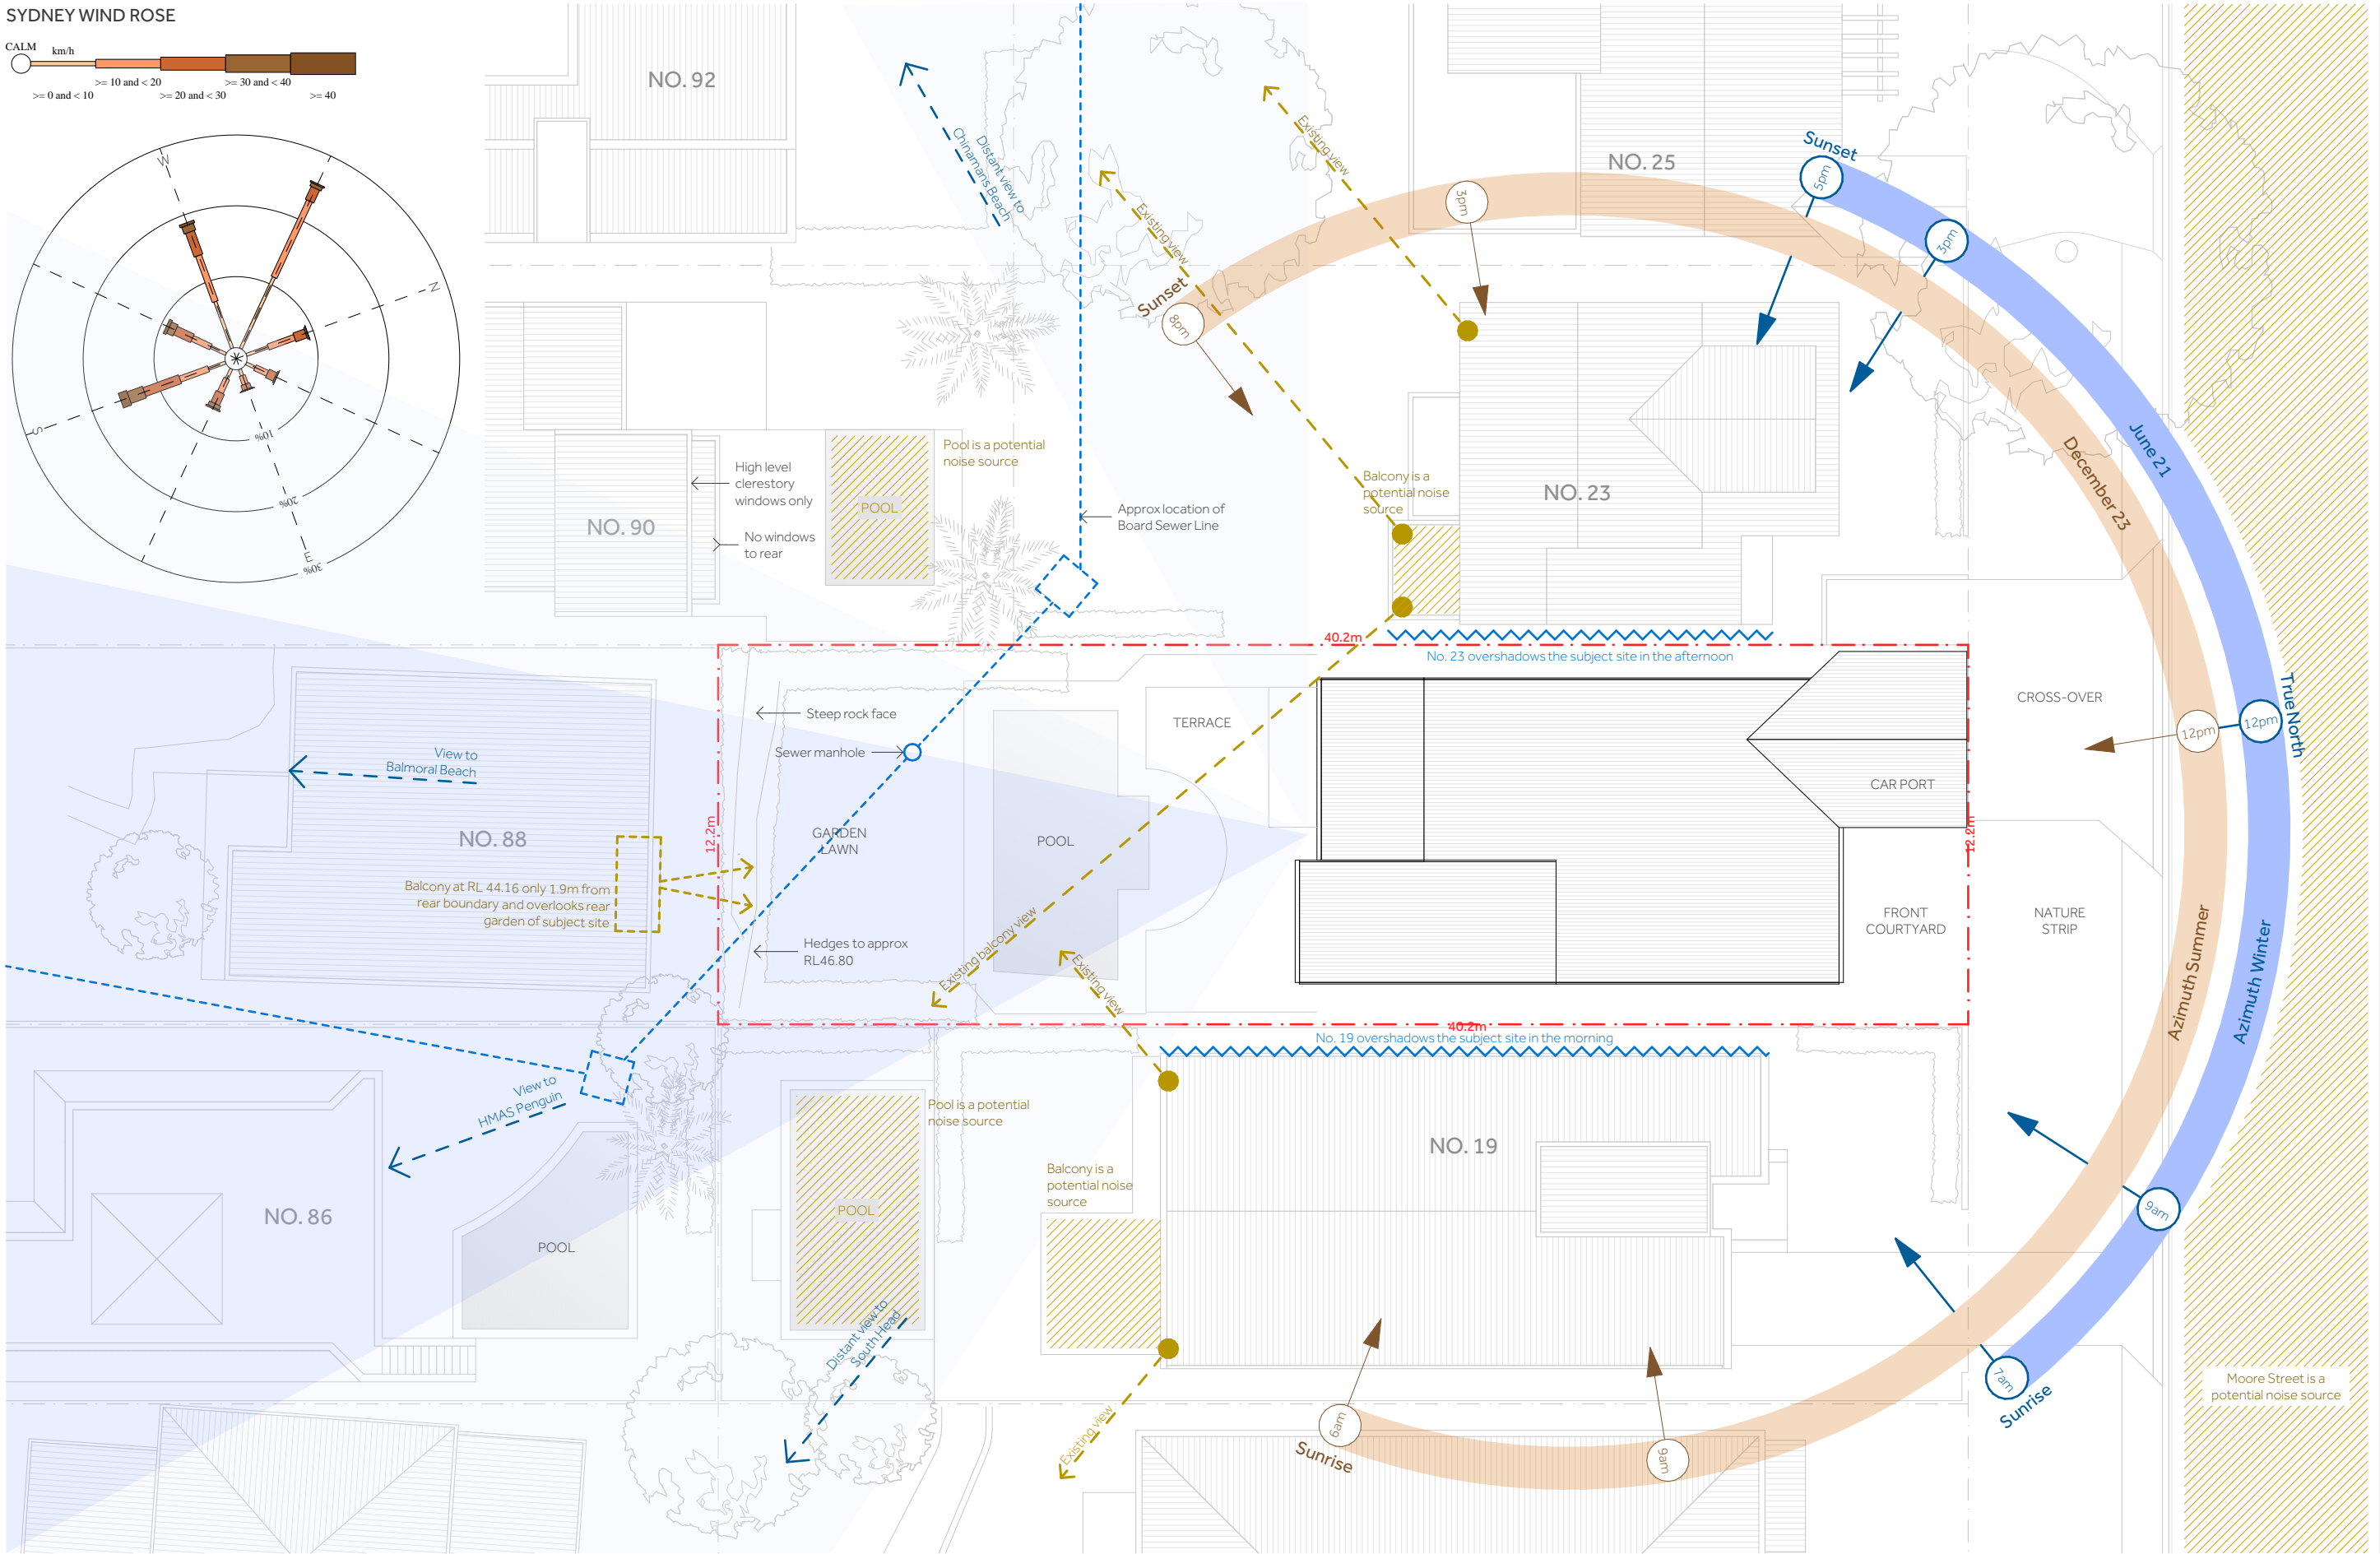 SYDNEY WIND ROSE
CALM
km/h
>= 10 and < 20
>= 30 and < 40
>= 0 and < 10
>= 20 and < 30
>= 40
W
N
S
E
10%
20%
30%
NO. 92
Distant view to
Chinamans Beach
Existing view
Existing view
NO. 25
Sunset
5pm
3pm
3pm
Sunset
8pm
High level
clerestory
windows only
No windows
to rear
NO. 90
POOL
Pool is a potential
noise source
Approx location of
Board Sewer Line
Balcony is a
potential noise
source
NO. 23
June 21
December 23
40.2m
No. 23 overshadows the subject site in the afternoon
True North
12pm
12pm
CROSS-OVER
Steep rock face
Sewer manhole
TERRACE
View to
Balmoral Beach
NO. 88
12.2m
GARDEN
LAWN
POOL
CAR PORT
12.2m
Balcony at RL 44.16 only 1.9m from
rear boundary and overlooks rear
garden of subject site
Hedges to approx
RL46.80
Existing balcony view
Existing view
FRONT
COURTYARD
NATURE
STRIP
Azimuth Summer
Azimuth Winter
40.2m
No. 19 overshadows the subject site in the morning
View to
HMAS Penguin
Pool is a potential
noise source
NO. 19
Balcony is a
potential noise
source
NO. 86
POOL
POOL
9am
7am
Sunrise
Distant view to
South Head
Existing view
6am
Sunrise
9am
Moore Street is a
potential noise source